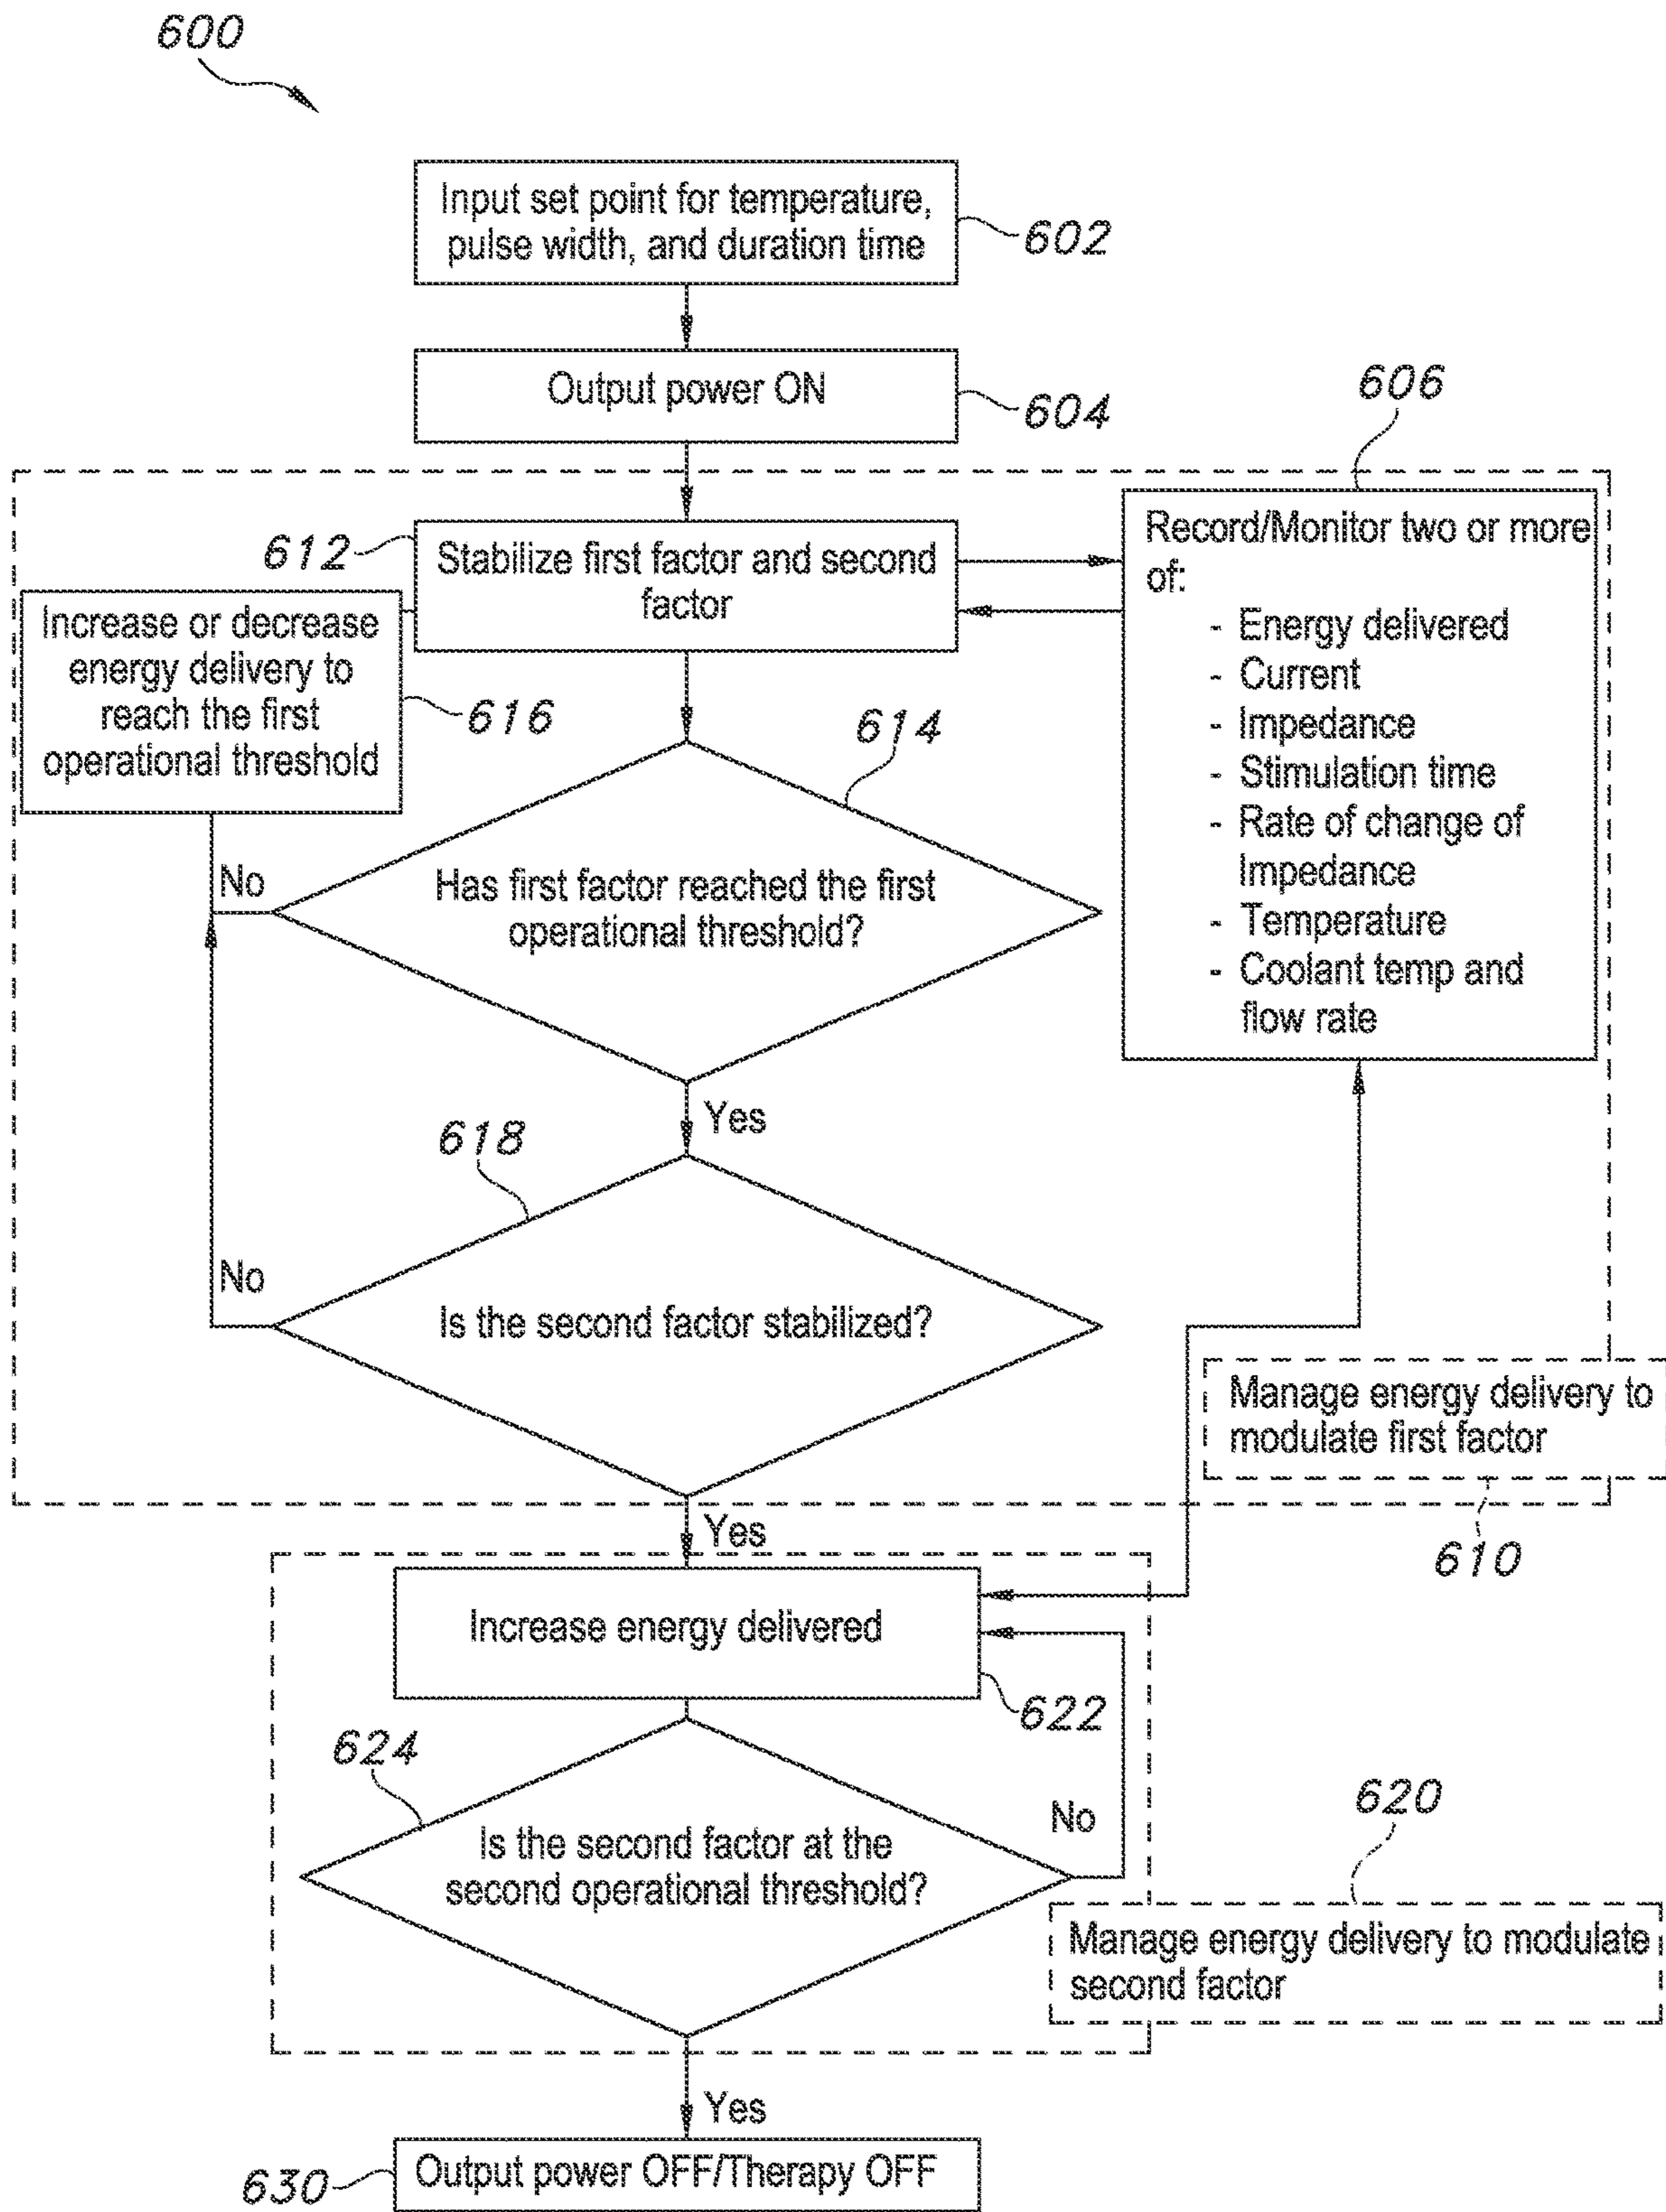 600
Input set point for temperature,
pulse width, and duration time
602
Output power ON
604
606
612
Stabilize first factor and second
factor
Record/Monitor two or more
of:
- Energy delivered
- Current
- Impedance
- Stimulation time
- Rate of change of
Impedance
- Temperature
- Coolant temp and
flow rate
Increase or decrease
energy delivery to
reach the first
operational threshold
616
614
No
Has first factor reached the first
operational threshold?
Yes
618
No
Is the second factor stabilized?
Manage energy delivery to
modulate first factor
610
Yes
Increase energy delivered
622
624
No
Is the second factor at the
second operational threshold?
620
Manage energy delivery to modulate
second factor
Yes
630
Output power OFF/Therapy OFF